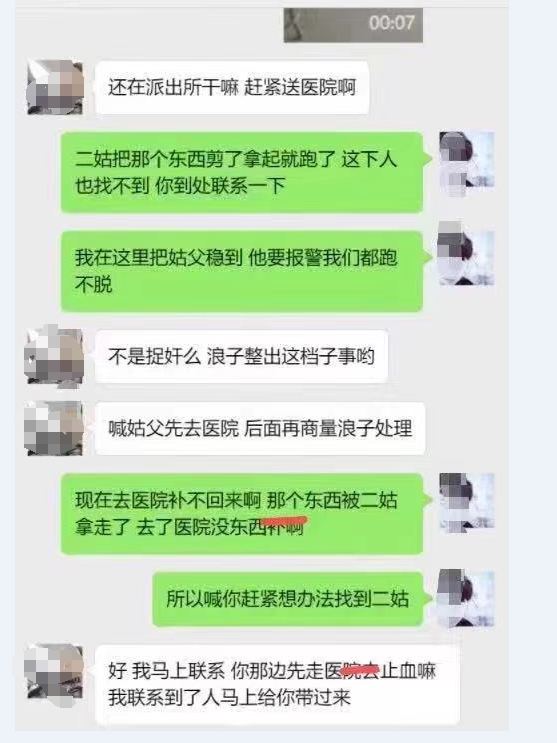 00:07
还在派出所干嘛 赶紧送医院啊
二姑把那个东西剪了拿起就跑了 这下人
也找不到 你到处联系一下
我在这里把姑父稳到 他要报警我们都跑
不脱
不是捉奸么 浪子整出这档子事哟
喊姑父先去医院 后面再商量浪子处理
现在去医院补不回来啊 那个东西被二姑
拿走了 去了医院没东西补啊
所以喊你赶紧想办法找到二姑
好 我马上联系 你那边先走医院去止血嘛
我联系到了人马上给你带过来